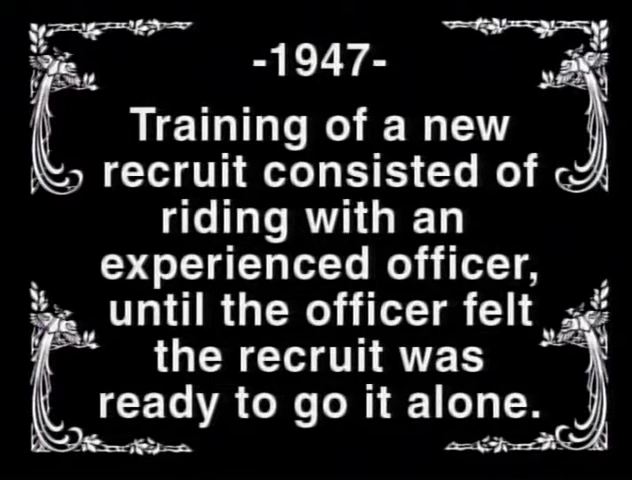 -1947-
Training of a new
recruit consisted of
riding with an
experienced officer,
until the officer felt
the recruit was
ready to go it alone.